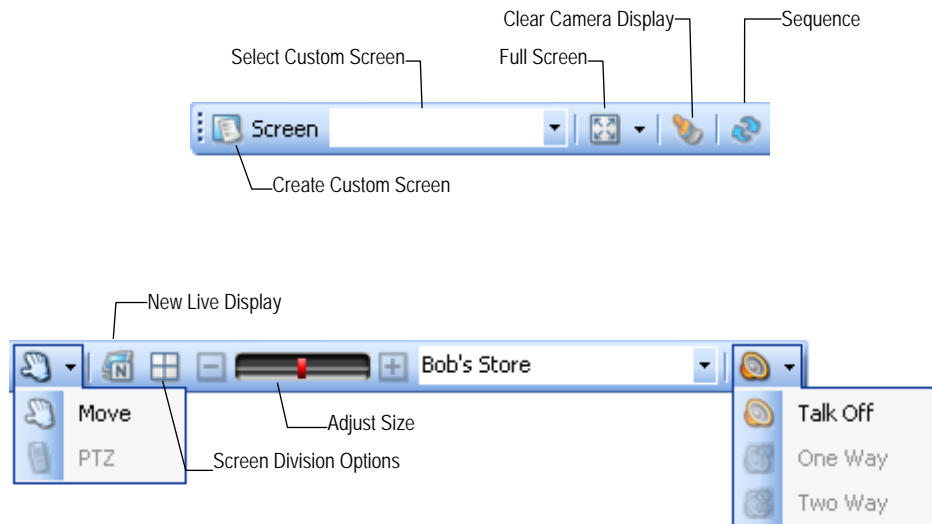 Clear Camera Display
Sequence
Select Custom Screen
Full Screen
Screen
Create Custom Screen
New Live Display
N
Bob's Store
Move
Adjust Size
Talk Off
PTZ
Screen Division Options
One Way
Two Way